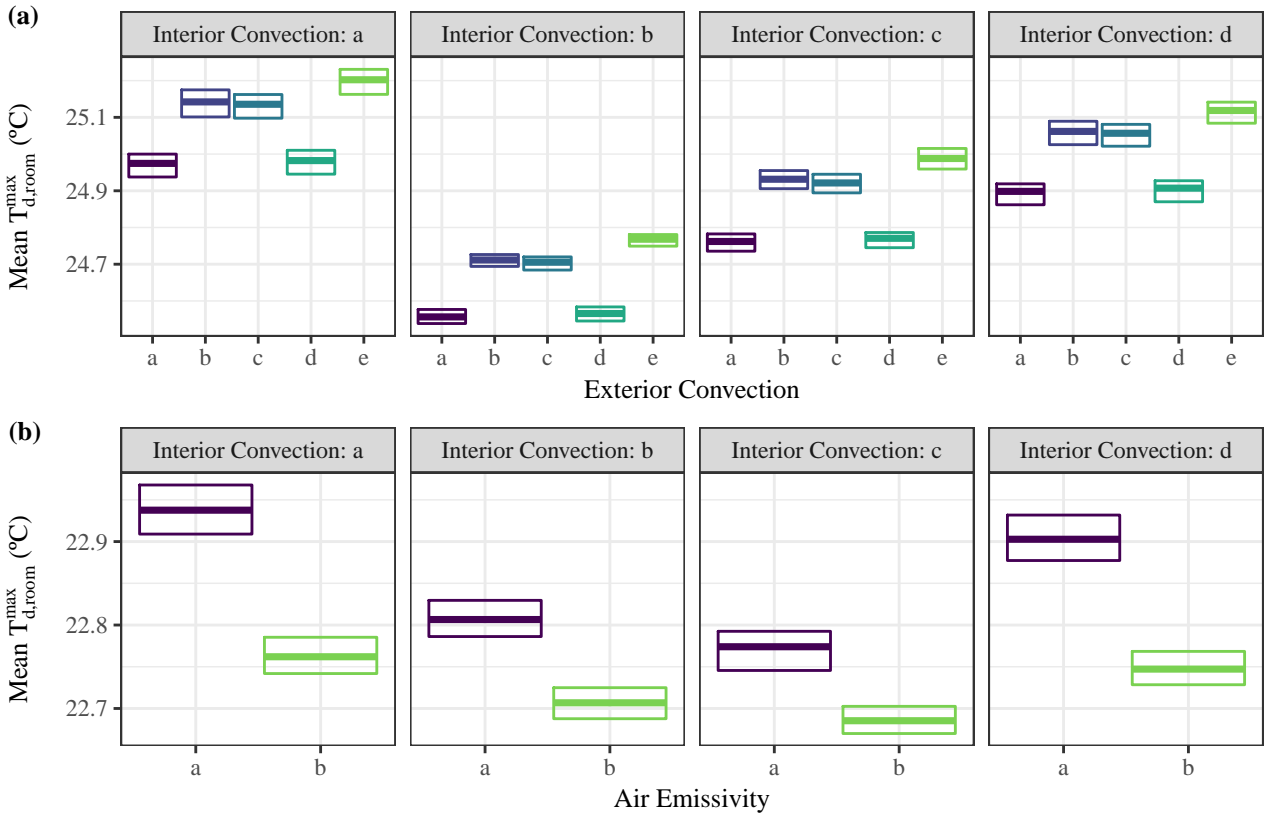 (a)
Interior Convection: a Interior Convection: b Interior Convection: c Interior Convection: d
Mean T^max_d,room (ºC)
25.1
24.9
24.7
a b c d e a b c d e a b c d e a b c d e
Exterior Convection
(b)
Interior Convection: a Interior Convection: b Interior Convection: c Interior Convection: d
Mean T^max_d,room (ºC)
22.9
22.8
22.7
a b a b a b a b
Air Emissivity